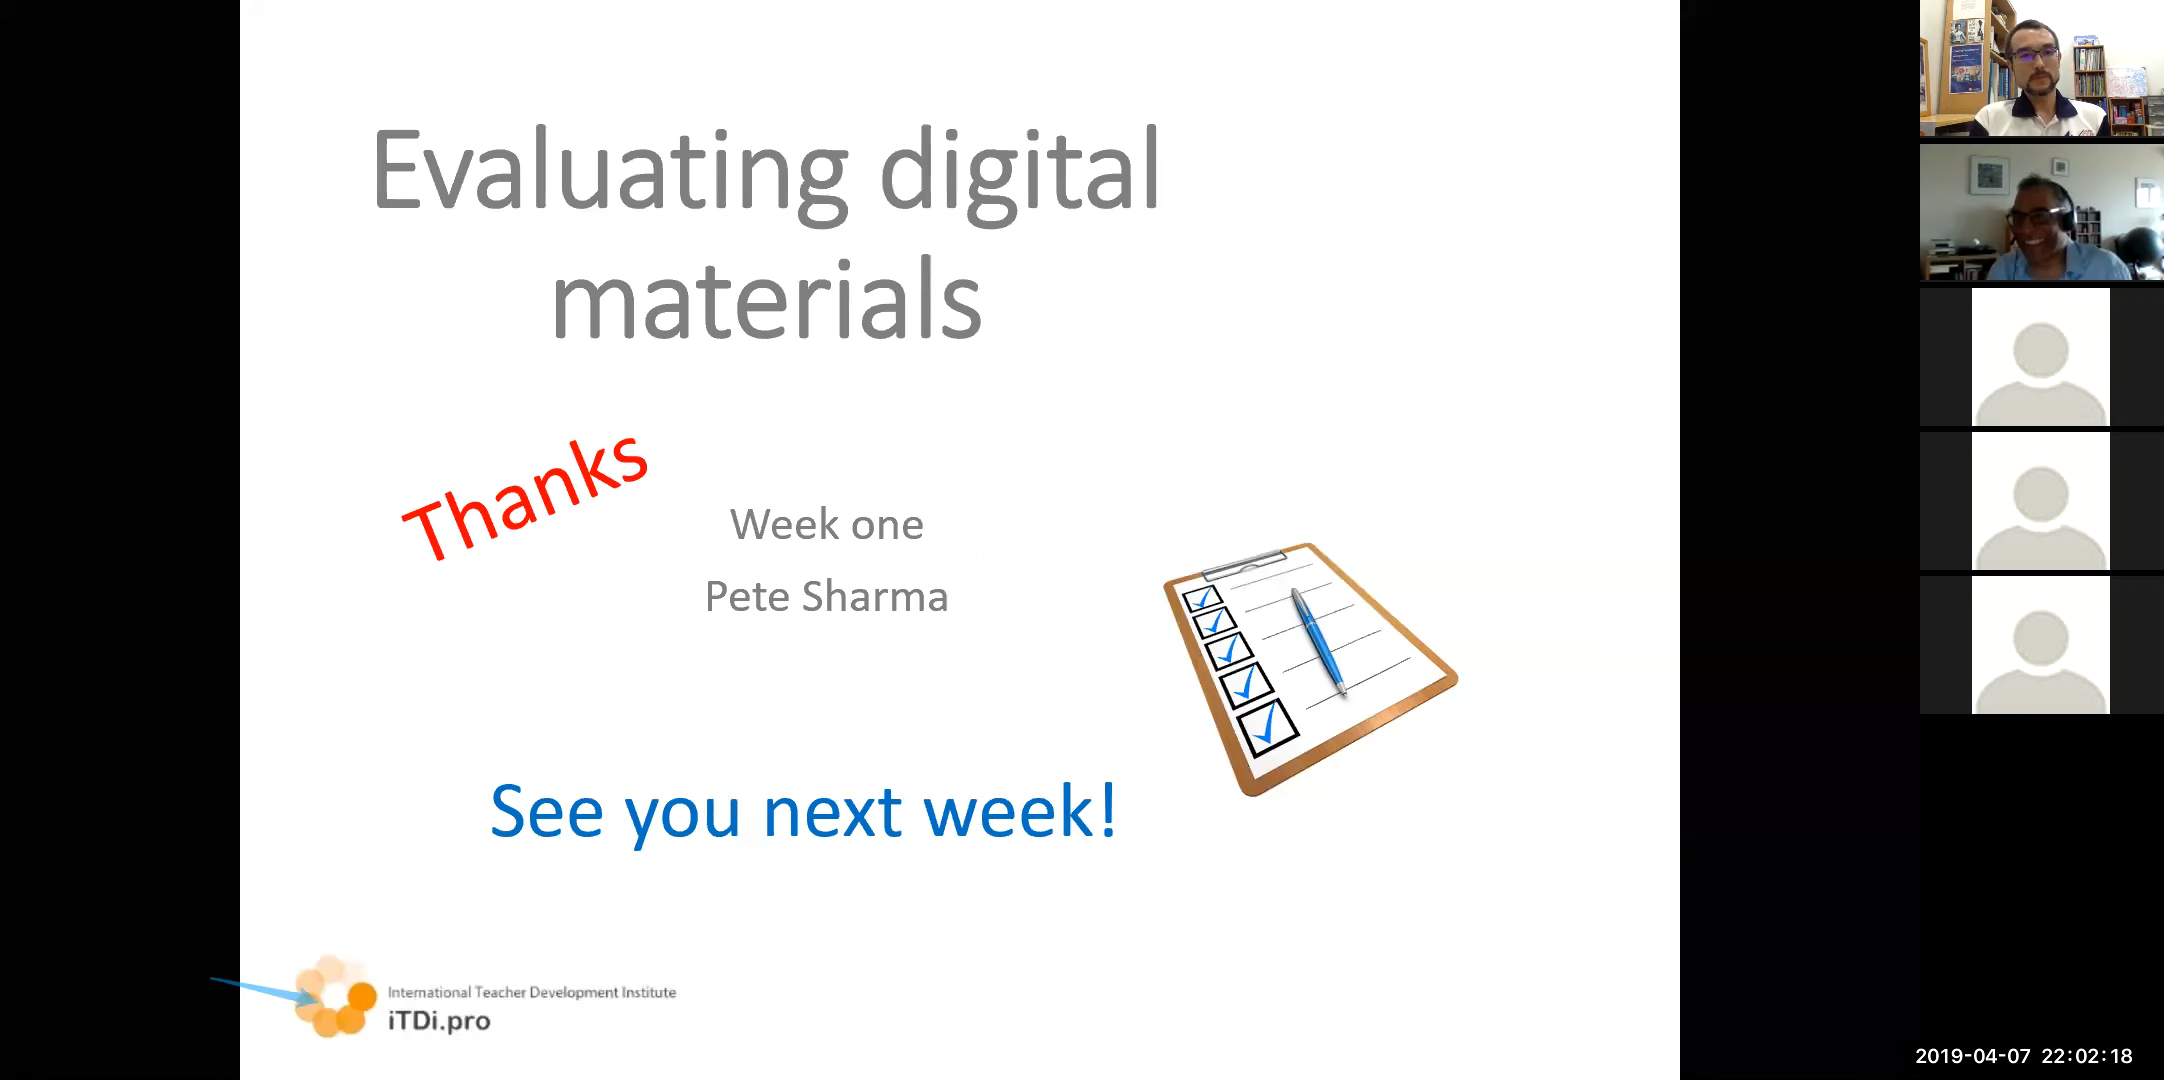 Evaluating digital
materials
Thanks
Week one
Pete Sharma
See you next week!
International Teacher Development Institute
iTDi.pro
2019-04-07 22:02:18